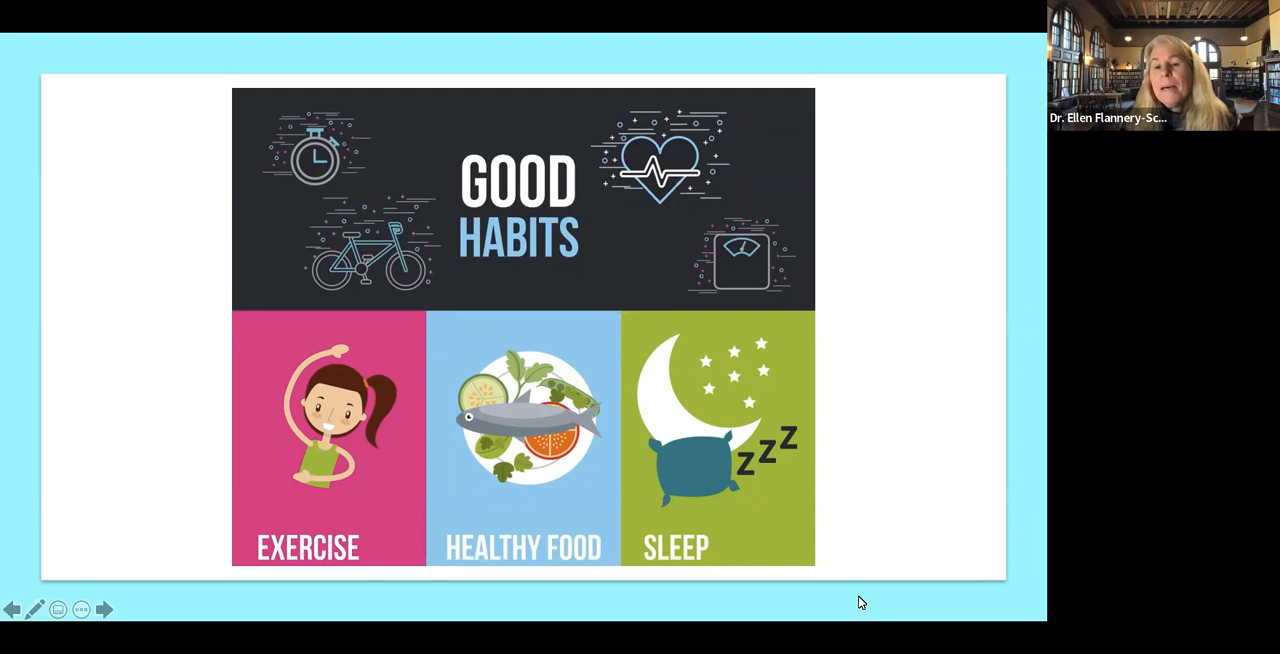 GOOD
HABITS
EXERCISE
HEALTHY FOOD
SLEEP
z z z
Dr. Ellen Flannery-Sc...